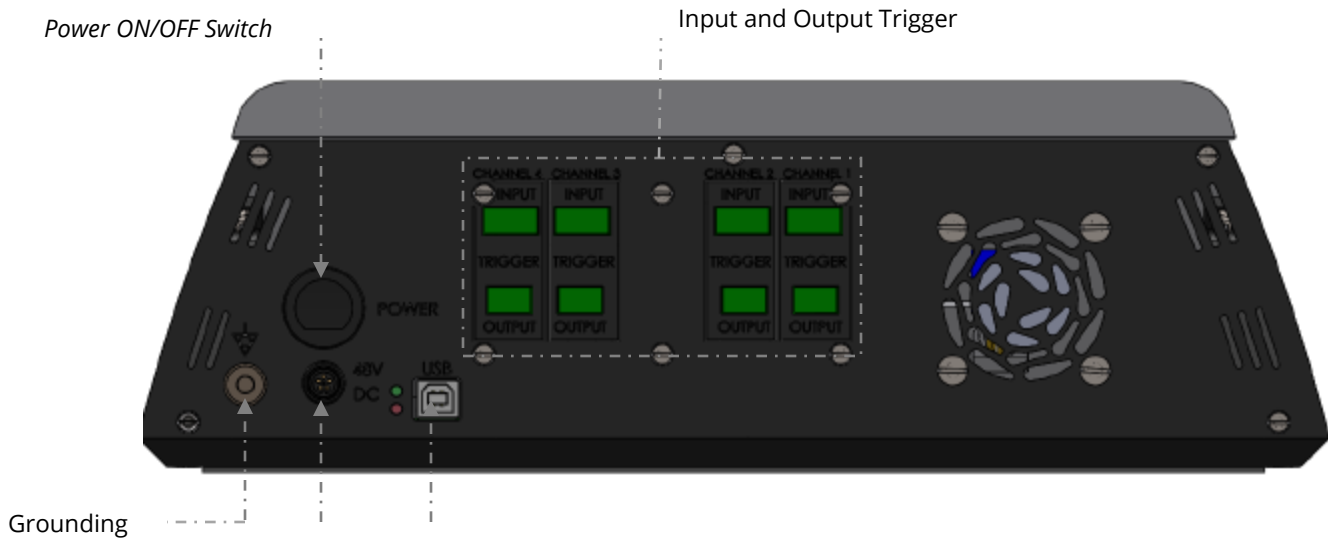 Power ON/OFF Switch
Input and Output Trigger
CHANNEL 4 CHANNEL 3 CHANNEL 2 CHANNEL 1
INPUT INPUT INPUT INPUT
TRIGGER TRIGGER TRIGGER TRIGGER
POWER
OUTPUT OUTPUT OUTPUT OUTPUT
48V
DC
USB
Grounding